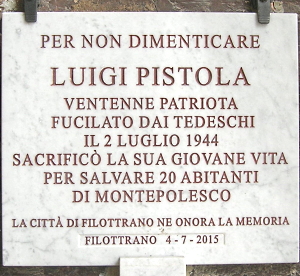 PER NON DIMENTICARE
LUIGI PISTOLA
VENTENNE PATRIOTA
FUCILATO DAI TEDESCHI
IL 2 LUGLIO 1944
SACRIFICÒ LA SUA GIOVANE VITA
PER SALVARE 20 ABITANTI
DI MONTEPOLESCO
LA CITTÀ DI FILOTTRANO NE ONORA LA MEMORIA
FILOTTRANO 4-7-2015